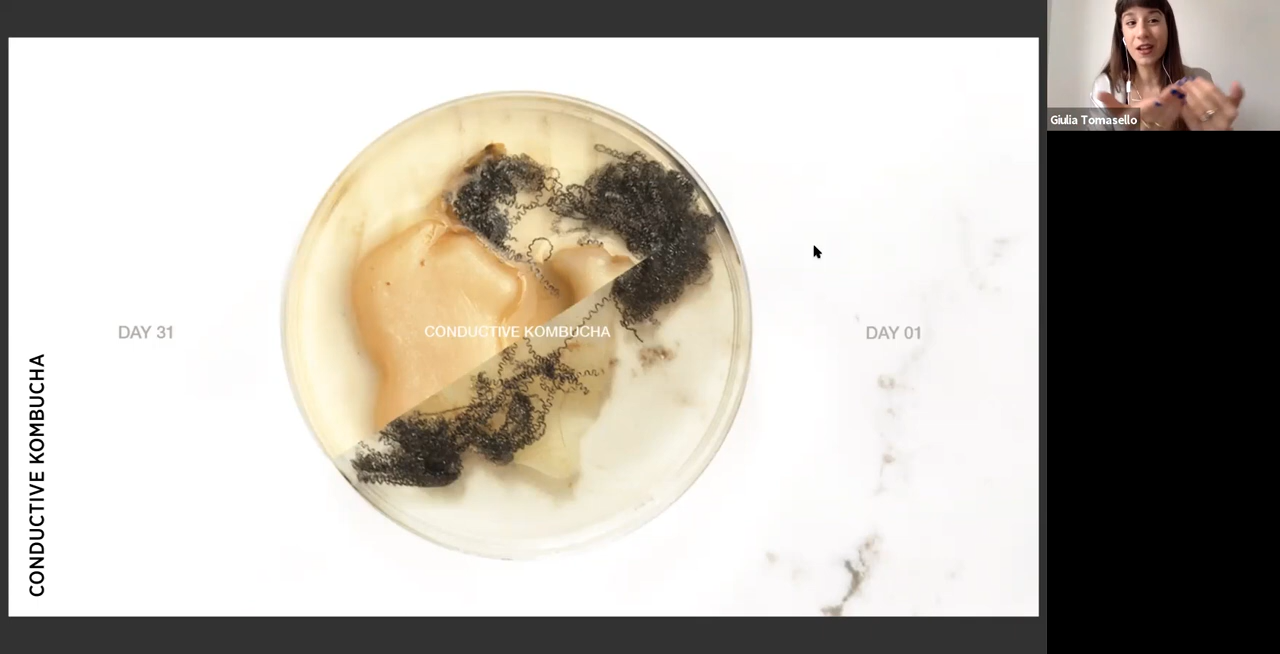 DAY 31
CONDUCTIVE KOMBUCHA
DAY 01
CONDUCTIVE KOMBUCHA
Giulia Tomasello